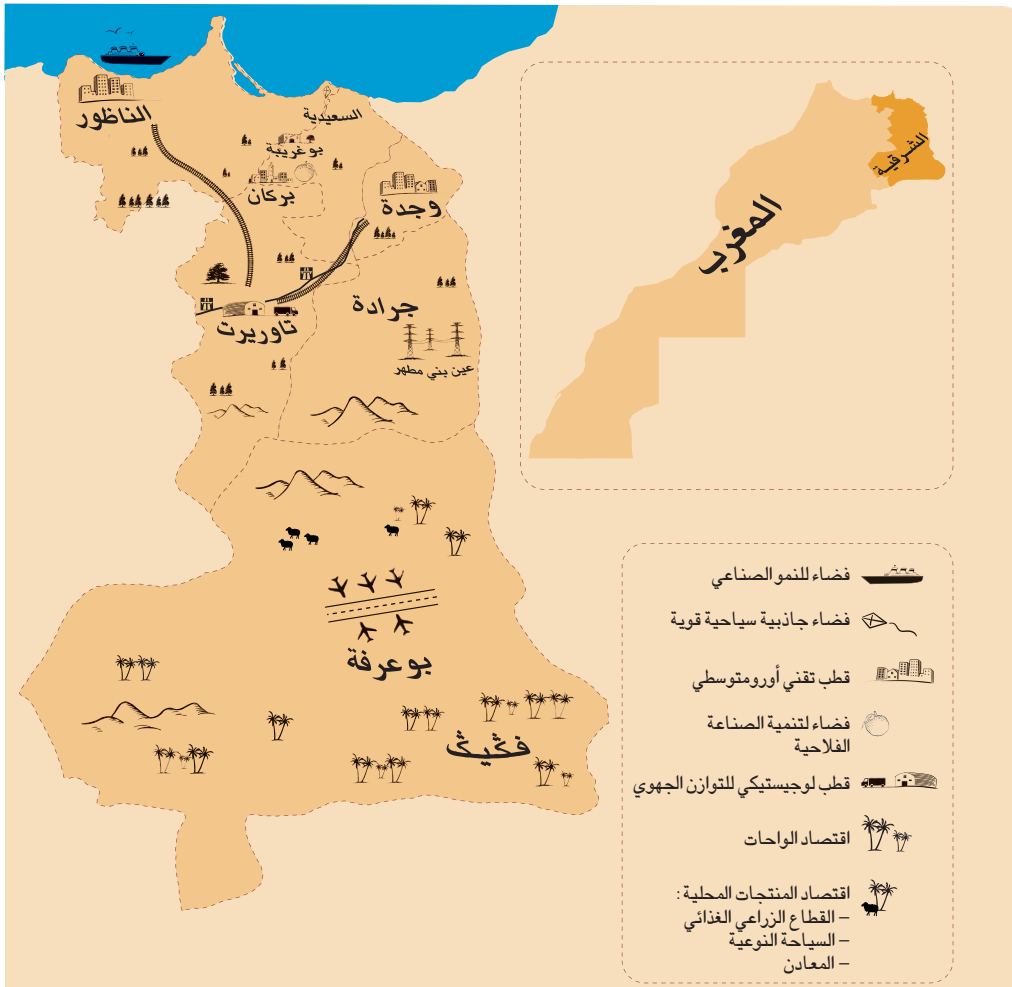 الناظور
السعيدية
بوغريبة
بركان
وجدة
جرادة
تاوريرت
عين بني مطهر
بوعرفة
فڭيڭ
الشرقية
المغرب
فضاء للنمو الصناعي
فضاء جاذبية سياحية قوية
قطب تقني أورومتوسطي
فضاء لتنمية الصناعة
الفلاحية
قطب لوجيستيكي للتوازن الجهوي
اقتصاد الواحات
اقتصاد المنتجات المحلية :
– القطاع الزراعي الغذائي
– السياحة النوعية
– المعادن